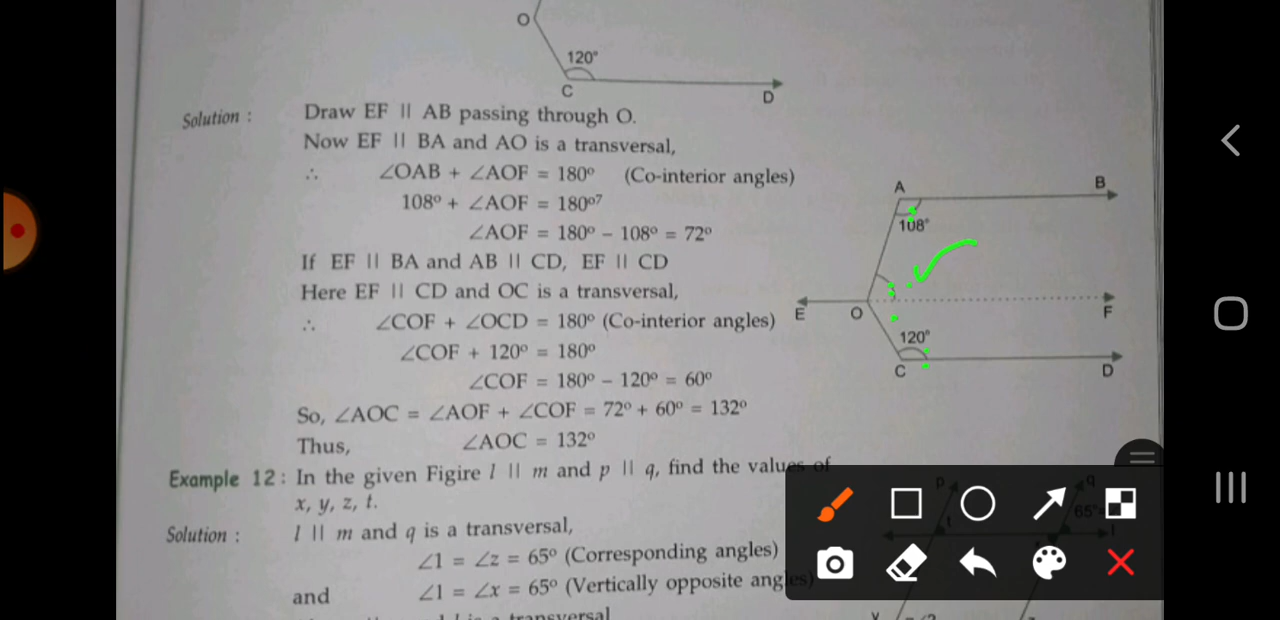 O
120°
C
D
Solution :
Draw EF || AB passing through O.
Now EF || BA and AO is a transversal,
∴ ∠OAB + ∠AOF = 180° (Co-interior angles)
108° + ∠AOF = 180°⁷
∠AOF = 180° − 108° = 72°
If EF || BA and AB || CD, EF || CD
Here EF || CD and OC is a transversal,
∴ ∠COF + ∠OCD = 180° (Co-interior angles)
∠COF + 120° = 180°
∠COF = 180° − 120° = 60°
So, ∠AOC = ∠AOF + ∠COF = 72° + 60° = 132°
Thus, ∠AOC = 132°
A
B
108°
E
O
F
120°
C
D
Example 12 : In the given Figire l || m and p || q, find the values of
x, y, z, t.
Solution : l || m and q is a transversal,
∠1 = ∠z = 65° (Corresponding angles)
and ∠1 = ∠x = 65° (Vertically opposite angles)
transversal
p
q
t
65°
l
y